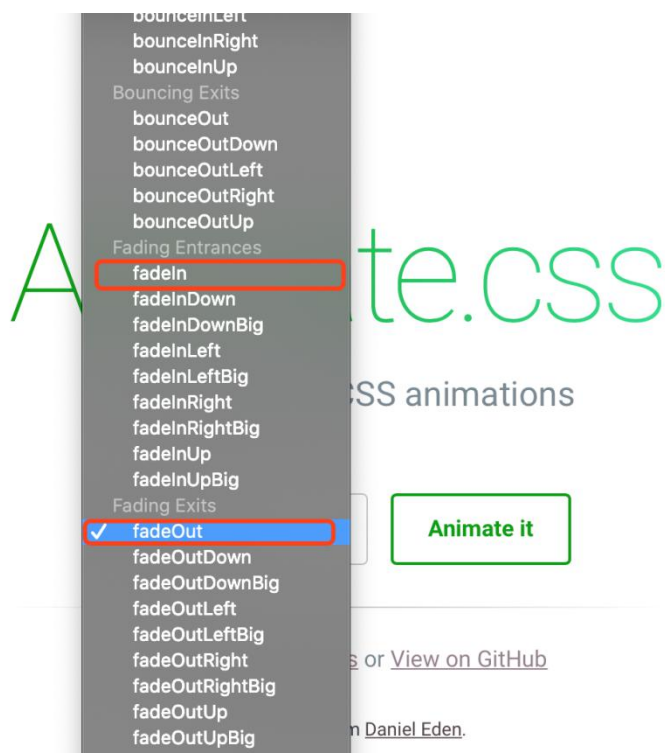 bounceInLeft
bounceInRight
bounceInUp
Bouncing Exits
bounceOut
bounceOutDown
bounceOutLeft
bounceOutRight
bounceOutUp
Fading Entrances
fadeIn
fadeInDown
fadeInDownBig
fadeInLeft
fadeInLeftBig
fadeInRight
fadeInRightBig
fadeInUp
fadeInUpBig
Fading Exits
✓ fadeOut
fadeOutDown
fadeOutDownBig
fadeOutLeft
fadeOutLeftBig
fadeOutRight
fadeOutRightBig
fadeOutUp
fadeOutUpBig
A te.css
CSS animations
Animate it
or View on GitHub
Daniel Eden.